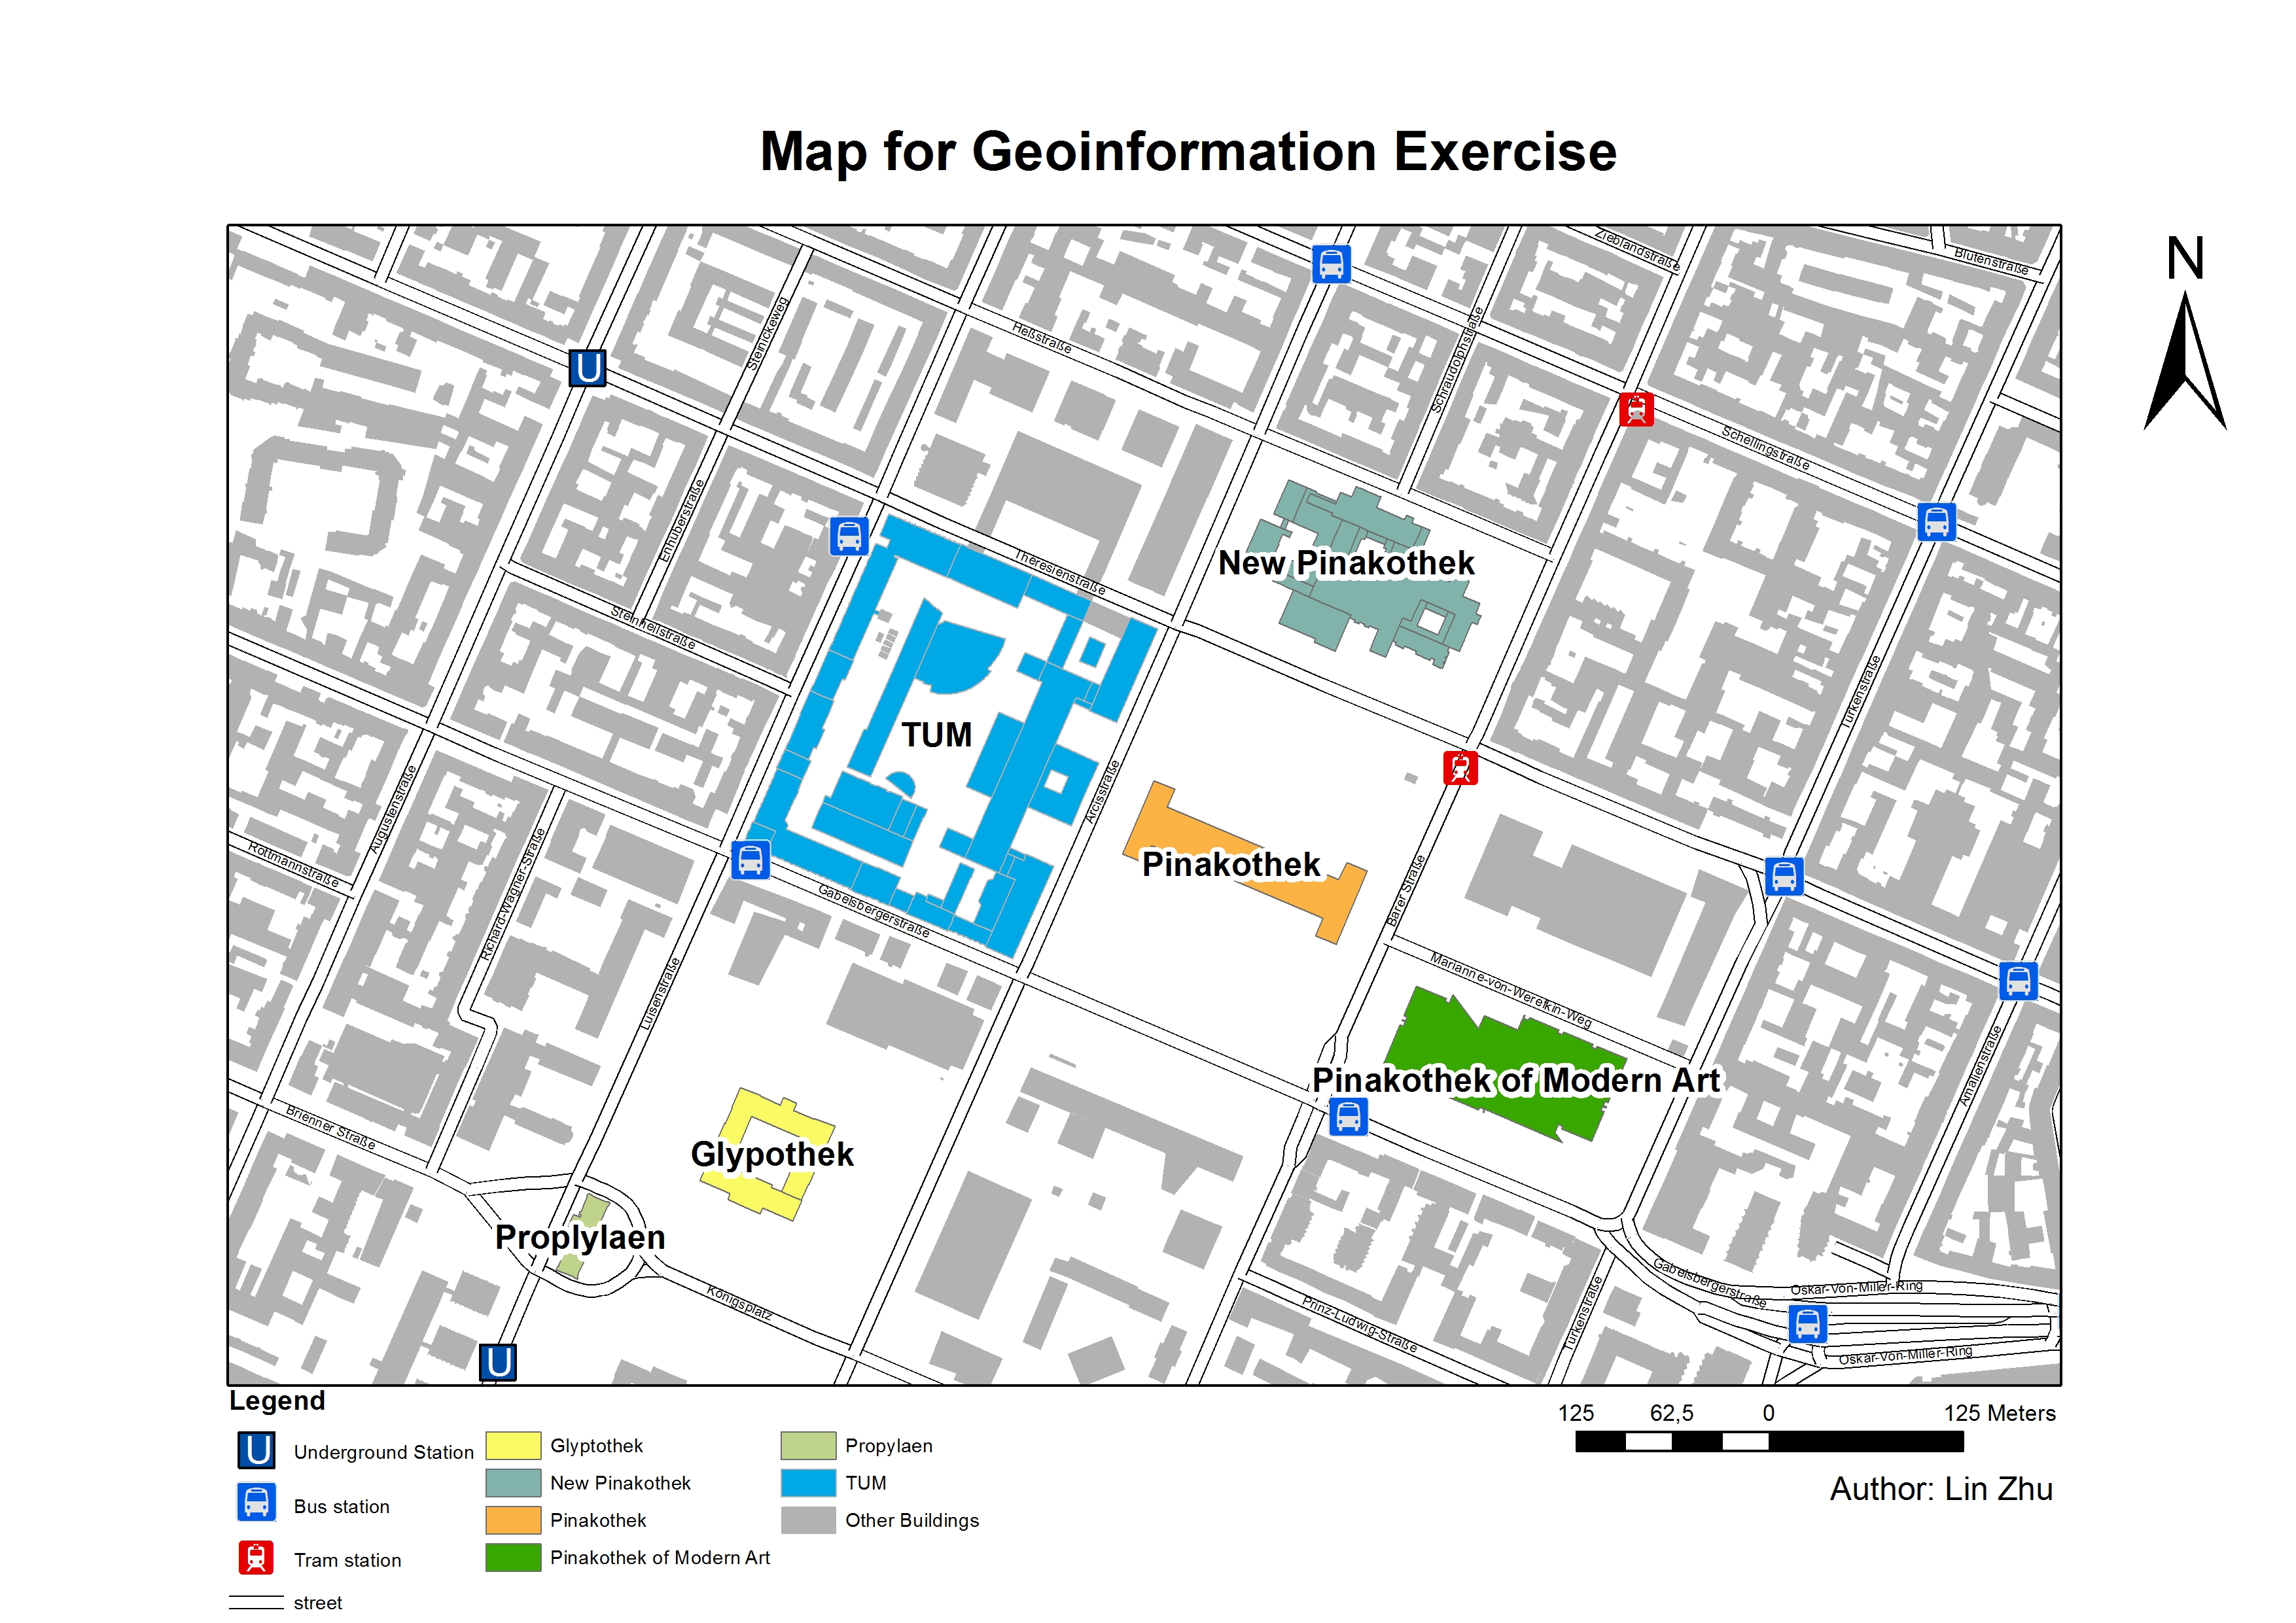 Map for Geoinformation Exercise
N
Zieblandstraße
Blütenstraße
Steinickeweg
Heßstraße
Schraudolphstraße
U
Schellingstraße
Enhuberstraße
New Pinakothek
Theresienstraße
Steinheilstraße
Türkenstraße
TUM
Arcisstraße
Augustenstraße
Rottmannstraße
Richard-Wagner-Straße
Pinakothek
Barer Straße
Gabelsbergerstraße
Luisenstraße
Marianne-von-Werefkin-Weg
Amalienstraße
Pinakothek of Modern Art
Brienner Straße
Glypothek
Proplylaen
Königsplatz
Gabelsbergerstraße
Oskar-Von-Miller-Ring
Prinz-Ludwig-Straße
Türkenstraße
Oskar-Von-Miller-Ring
U
Legend
125 62,5 0 125 Meters
U Underground Station
Bus station
Tram station
street
Glyptothek
New Pinakothek
Pinakothek
Pinakothek of Modern Art
Propylaen
TUM
Other Buildings
Author: Lin Zhu